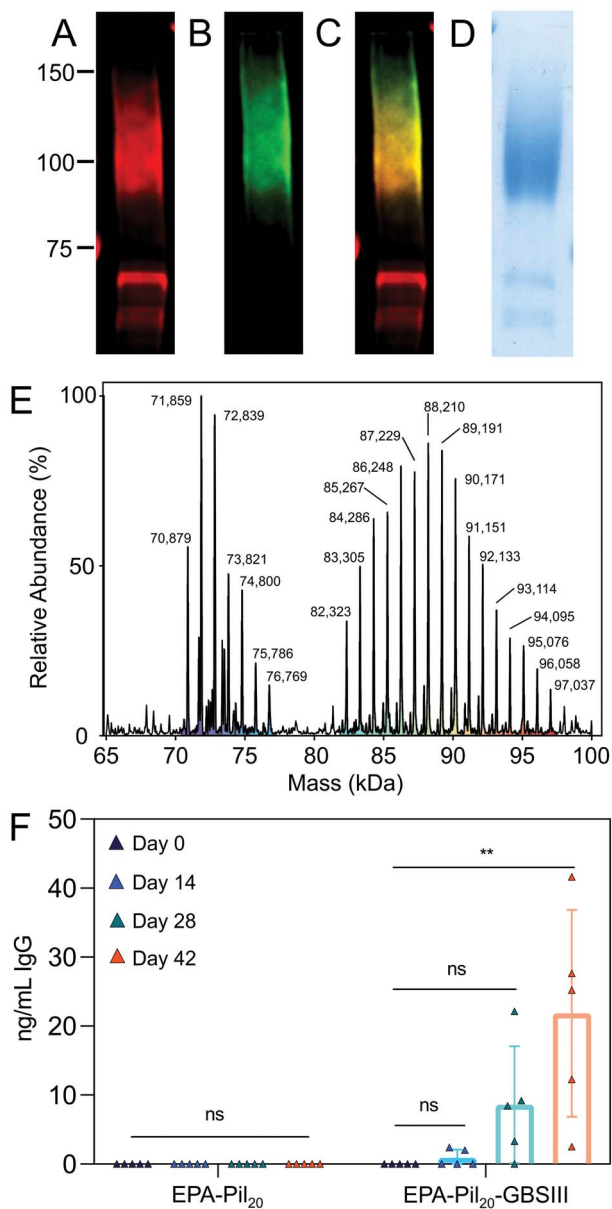 A B C D
150
100
75
E
100
50
0
Relative Abundance (%)
70,879
71,859
72,839
73,821
74,800
75,786
76,769
82,323
83,305
84,286
85,267
86,248
87,229
88,210
89,191
90,171
91,151
92,133
93,114
94,095
95,076
96,058
97,037
65 70 75 80 85 90 95 100
Mass (kDa)
F
50
40
30
20
10
0
ng/mL IgG
Day 0
Day 14
Day 28
Day 42
ns
ns
ns
**
EPA-Pil20 EPA-Pil20-GBSIII